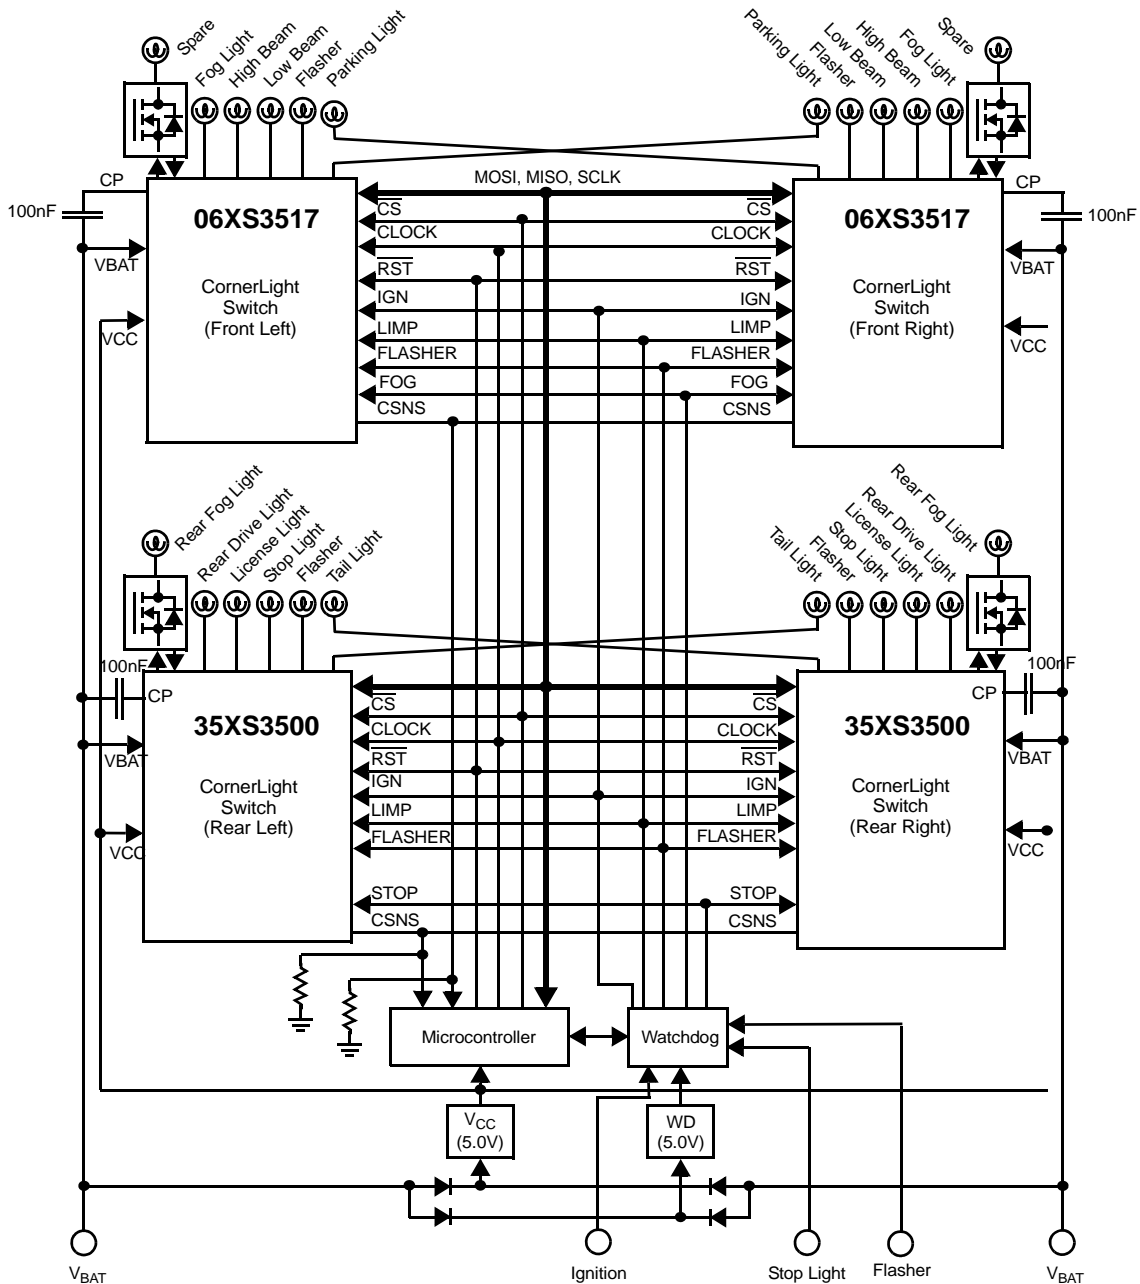 Spare
Fog Light
High Beam
Low Beam
Flasher
Parking Light
Parking Light
Flasher
Low Beam
High Beam
Fog Light
Spare
CP
MOSI, MISO, SCLK
CP
100nF
06XS3517
CS
CS
06XS3517
100nF
CLOCK
CLOCK
VBAT
CornerLight
Switch
(Front Left)
RST
RST
CornerLight
Switch
(Front Right)
VBAT
IGN
IGN
VCC
LIMP
LIMP
VCC
FLASHER
FLASHER
FOG
FOG
CSNS
CSNS
Rear Fog Light
Rear Drive Light
License Light
Stop Light
Flasher
Tail Light
Tail Light
Flasher
Stop Light
License Light
Rear Drive Light
Rear Fog Light
100nF
100nF
CP
CP
35XS3500
CS
CS
35XS3500
CLOCK
CLOCK
VBAT
RST
RST
VBAT
CornerLight
Switch
(Rear Left)
IGN
IGN
CornerLight
Switch
(Rear Right)
LIMP
LIMP
VCC
FLASHER
FLASHER
VCC
STOP
STOP
CSNS
CSNS
Microcontroller
Watchdog
VCC
(5.0V)
WD
(5.0V)
VBAT
Ignition
Stop Light
Flasher
VBAT